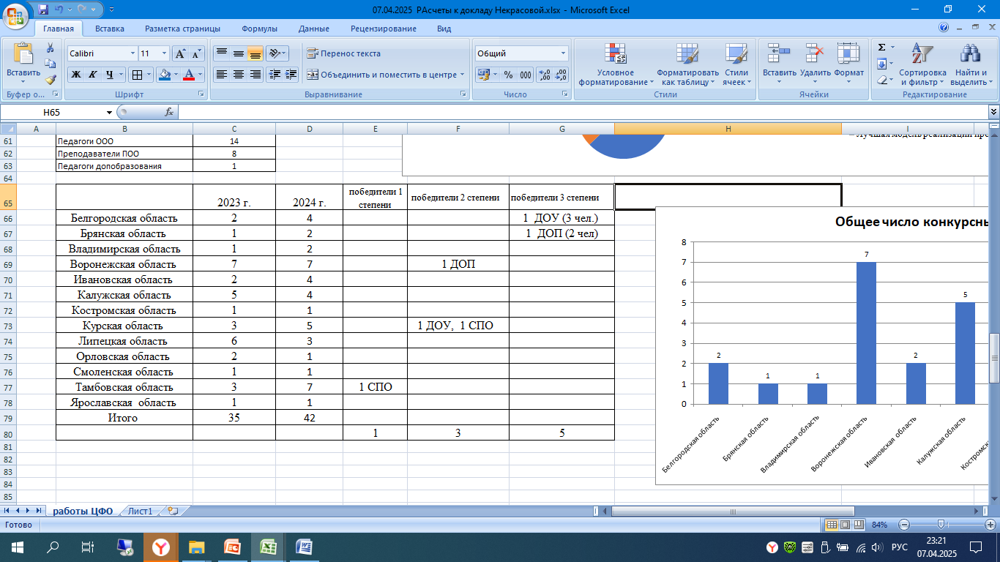 07.04.2025 РАсчеты к докладу Некрасовой.xlsx - Microsoft Excel
Главная Вставка Разметка страницы Формулы Данные Рецензирование Вид
Вставить
Calibri 11
Перенос текста
Общий
Ж К Ч
Объединить и поместить в центре
% 000
Условное форматирование
Форматировать как таблицу
Стили ячеек
Вставить Удалить Формат
Сортировка и фильтр
Найти и выделить
Буфер о... Шрифт Выравнивание Число Стили Ячейки Редактирование
H65
A B C D E F G H I
61 Педагоги ООО 14
62 Преподаватели ПОО 8
63 Педагоги допобразования 1
64
65 2023 г. 2024 г. победители 1 степени победители 2 степени победители 3 степени
66 Белгородская область 2 4 1 ДОУ (3 чел.)
67 Брянская область 1 2 1 ДОП (2 чел)
68 Владимирская область 1 2
69 Воронежская область 7 7 1 ДОП
70 Ивановская область 2 4
71 Калужская область 5 4
72 Костромская область 1 1
73 Курская область 3 5 1 ДОУ, 1 СПО
74 Липецкая область 6 3
75 Орловская область 2 1
76 Смоленская область 1 1
77 Тамбовская область 3 7 1 СПО
78 Ярославская область 1 1
79 Итого 35 42
80 1 3 5
81
82
83
84
85
Общее число конкурсны
8
7
6
5
4
3
2
1
0
2 1 1 7 2 5
Белгородская область
Брянская область
Владимирская область
Воронежская область
Ивановская область
Калужская область
Костромск
работы ЦФО Лист1
Готово
84%
РУС
23:21
07.04.2025